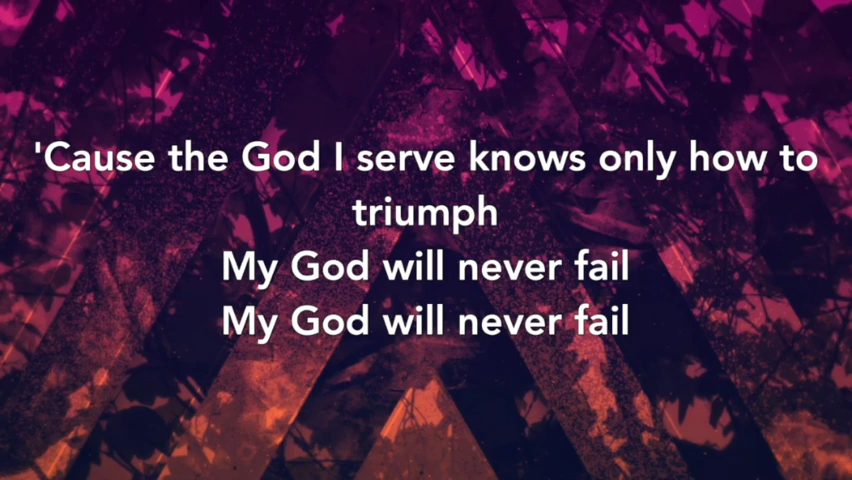 'Cause the God I serve knows only how to
triumph
My God will never fail
My God will never fail